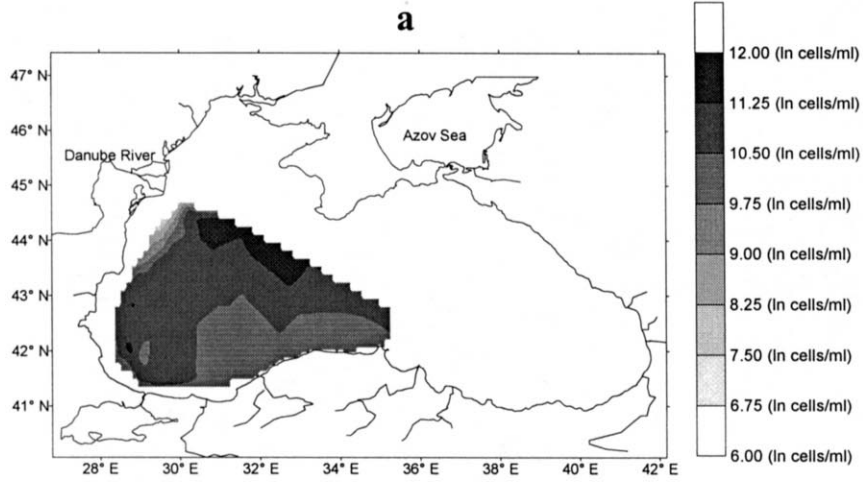 a
47° N
46° N
45° N
44° N
43° N
42° N
41° N
Danube River
Azov Sea
28° E
30° E
32° E
34° E
36° E
38° E
40° E
42° E
12.00 (ln cells/ml)
11.25 (ln cells/ml)
10.50 (ln cells/ml)
9.75 (ln cells/ml)
9.00 (ln cells/ml)
8.25 (ln cells/ml)
7.50 (ln cells/ml)
6.75 (ln cells/ml)
6.00 (ln cells/ml)